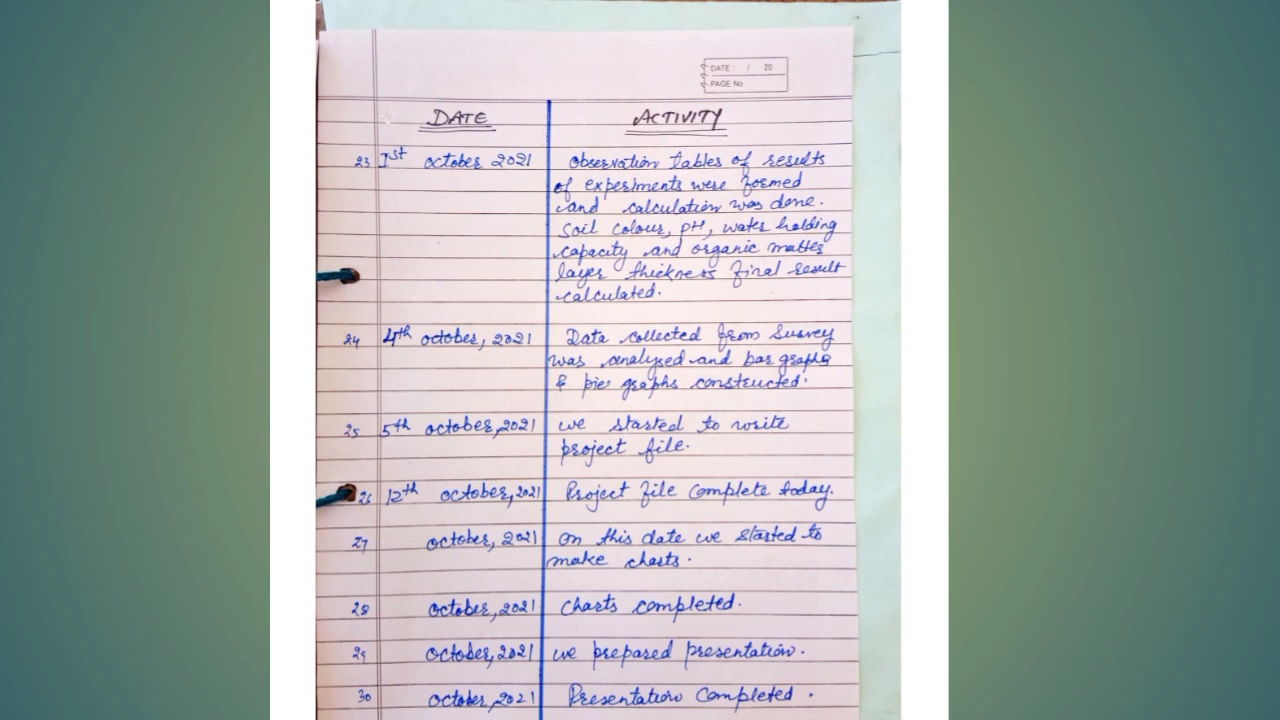 DATE : / 20
PAGE No
DATE ACTIVITY
23 1st october 2021 Observation tables of results
of experiments were formed
and calculation was done.
Soil colour, pH, water holding
capacity and organic matter
layer thickness final result
calculated.
24 4th october, 2021 Data collected from Survey
was analysed and bar graphs
& pie graphs constructed.
25 5th october, 2021 we started to write
project file.
26 12th october, 2021 Project file complete today.
27 october, 2021 on this date we started to
make charts.
28 october, 2021 charts completed.
29 october, 2021 we prepared presentation.
30 october, 2021 Presentation Completed.